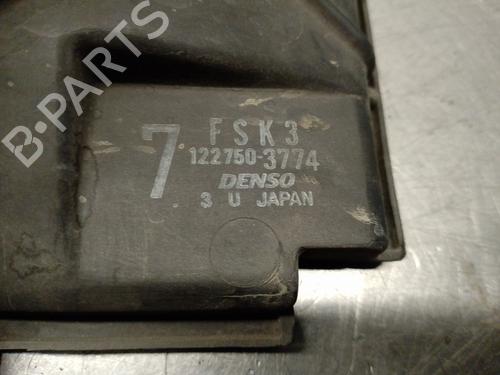 7
FSK3
122750-3774
DENSO
3 U JAPAN
B-PARTS